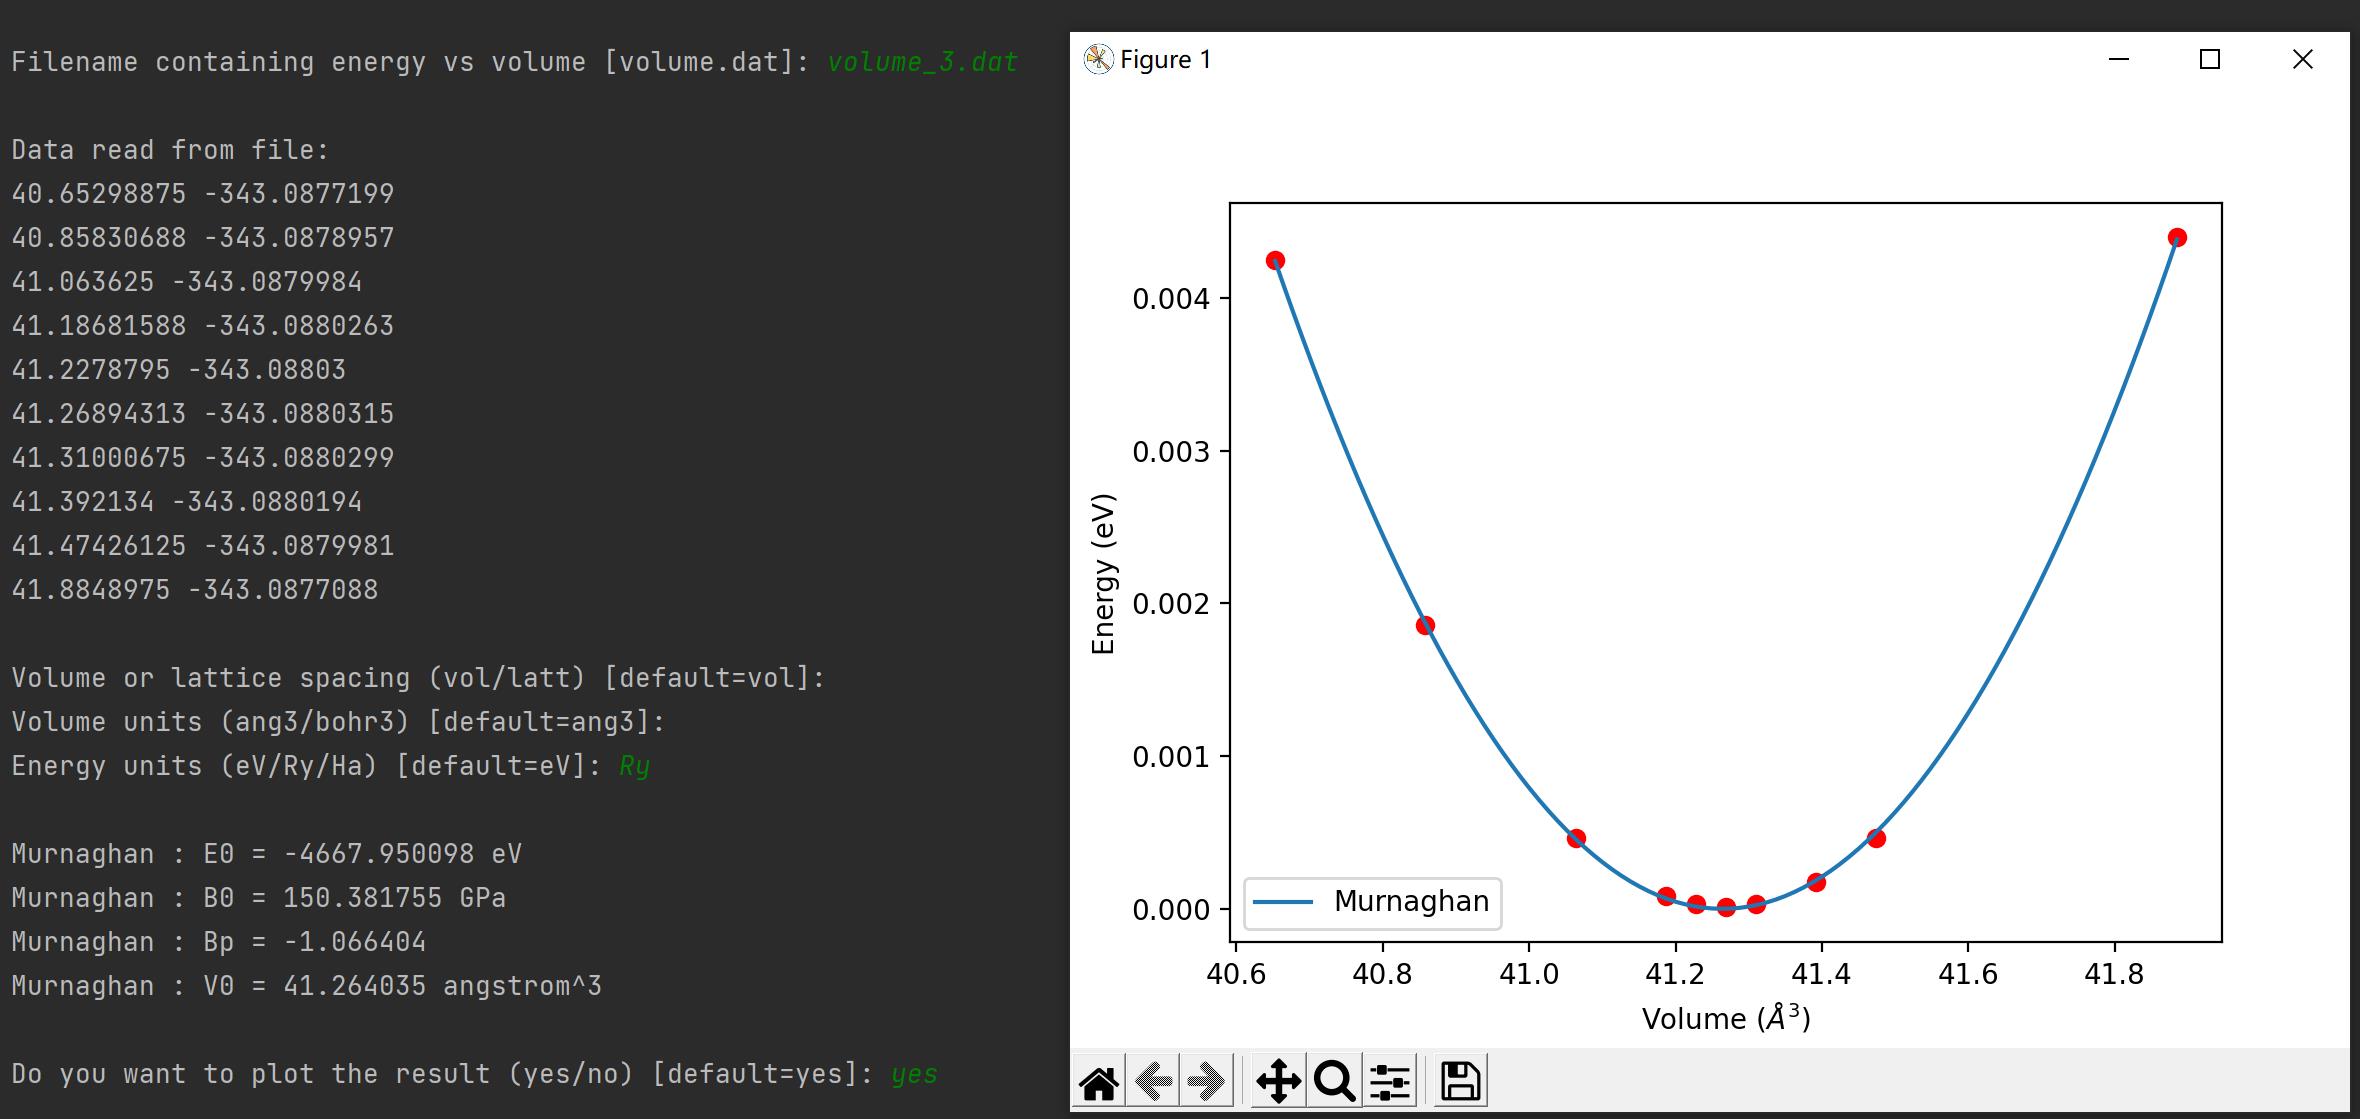 Filename containing energy vs volume [volume.dat]: volume_3.dat
Data read from file:
40.65298875 -343.0877199
40.85830688 -343.0878957
41.063625 -343.0879984
41.18681588 -343.0880263
41.2278795 -343.08803
41.26894313 -343.0880315
41.31000675 -343.0880299
41.392134 -343.0880194
41.47426125 -343.0879981
41.8848975 -343.0877088
Volume or lattice spacing (vol/latt) [default=vol]:
Volume units (ang3/bohr3) [default=ang3]:
Energy units (eV/Ry/Ha) [default=eV]: Ry
Murnaghan : E0 = -4667.950098 eV
Murnaghan : B0 = 150.381755 GPa
Murnaghan : Bp = -1.066404
Murnaghan : V0 = 41.264035 angstrom^3
Do you want to plot the result (yes/no) [default=yes]: yes
Figure 1
0.004
0.003
0.002
0.001
0.000
Energy (eV)
Murnaghan
40.6 40.8 41.0 41.2 41.4 41.6 41.8
Volume (Å³)